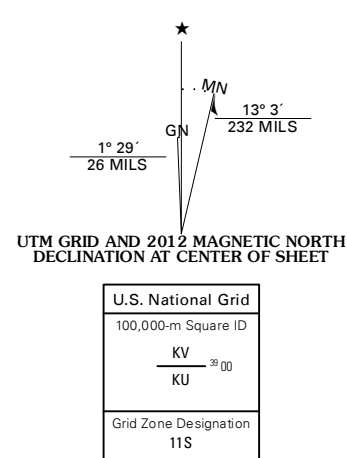 ★
MN
13° 3´
232 MILS
GN
1° 29´
26 MILS
UTM GRID AND 2012 MAGNETIC NORTH
DECLINATION AT CENTER OF SHEET
U.S. National Grid
100,000-m Square ID
KV
39 00
KU
Grid Zone Designation
11S